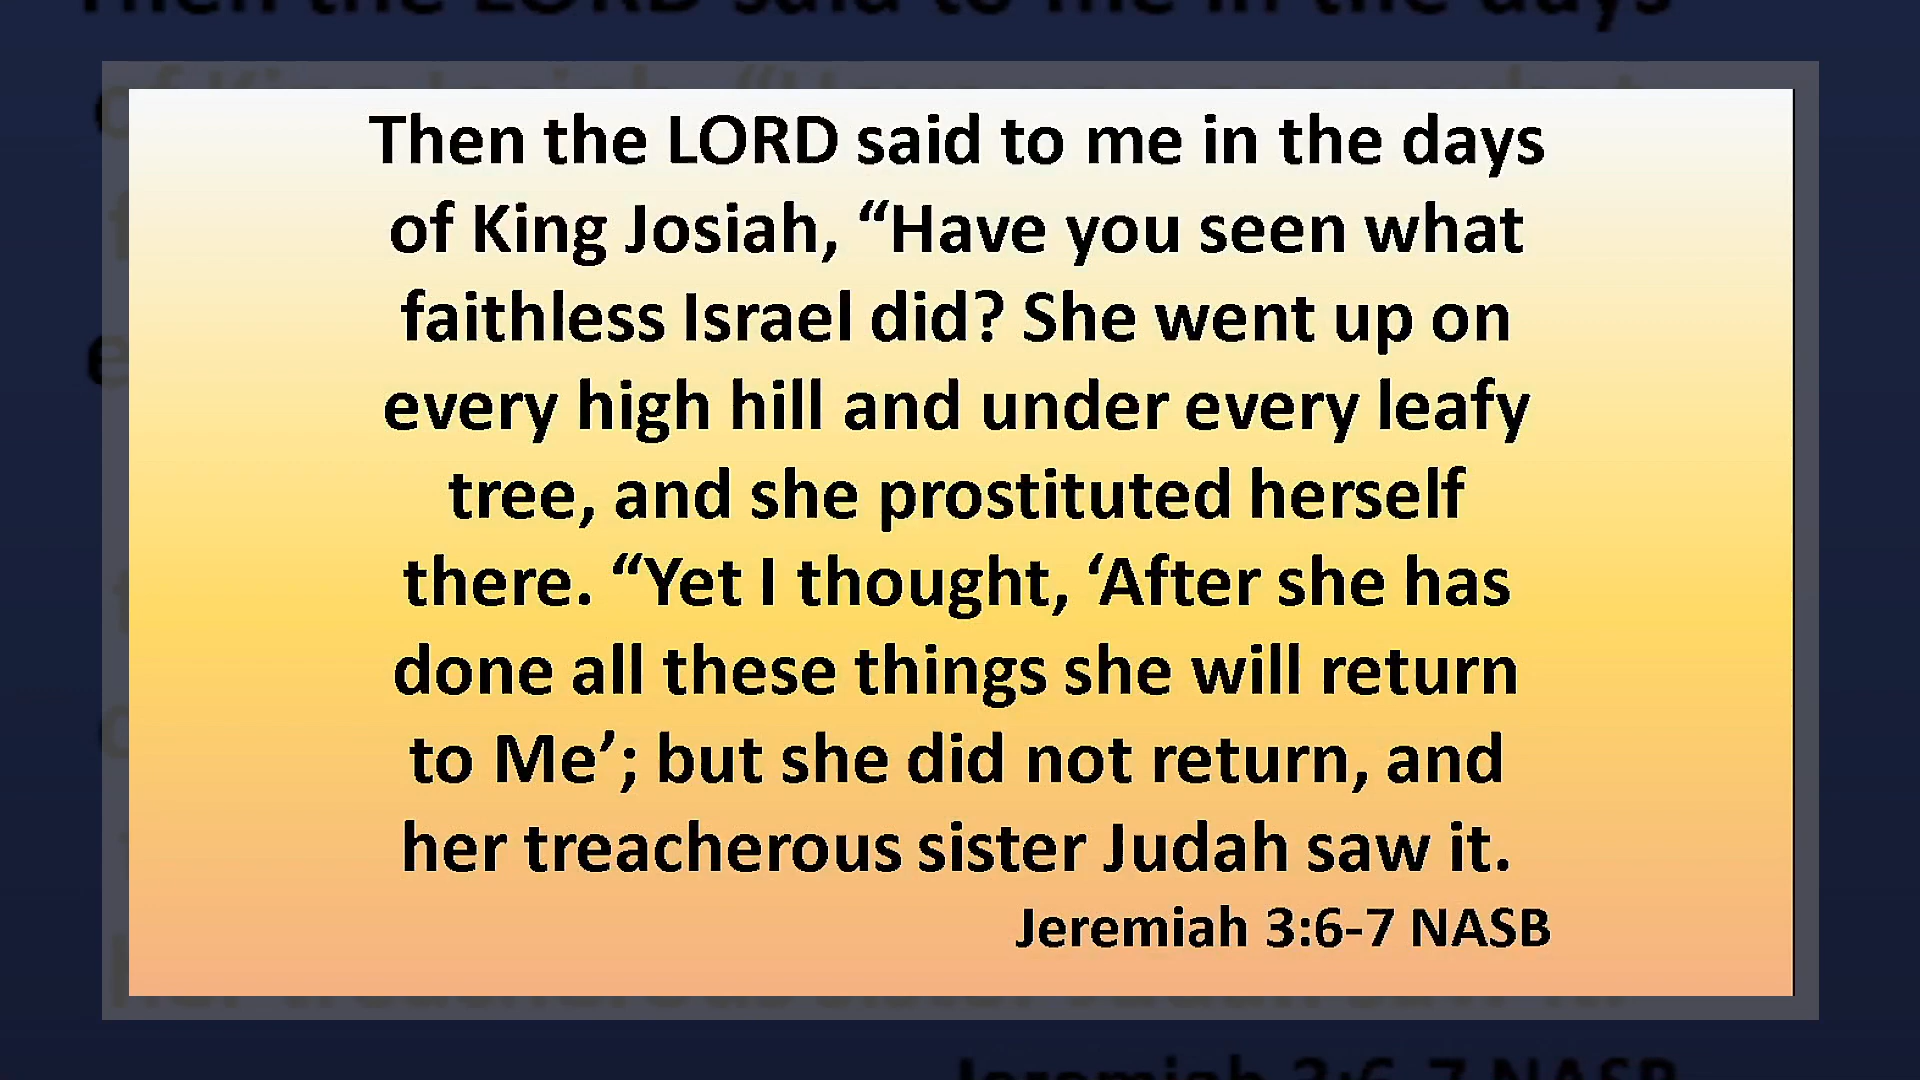 Then the LORD said to me in the days
of King Josiah, “Have you seen what
faithless Israel did? She went up on
every high hill and under every leafy
tree, and she prostituted herself
there. “Yet I thought, ‘After she has
done all these things she will return
to Me’; but she did not return, and
her treacherous sister Judah saw it.
Jeremiah 3:6-7 NASB